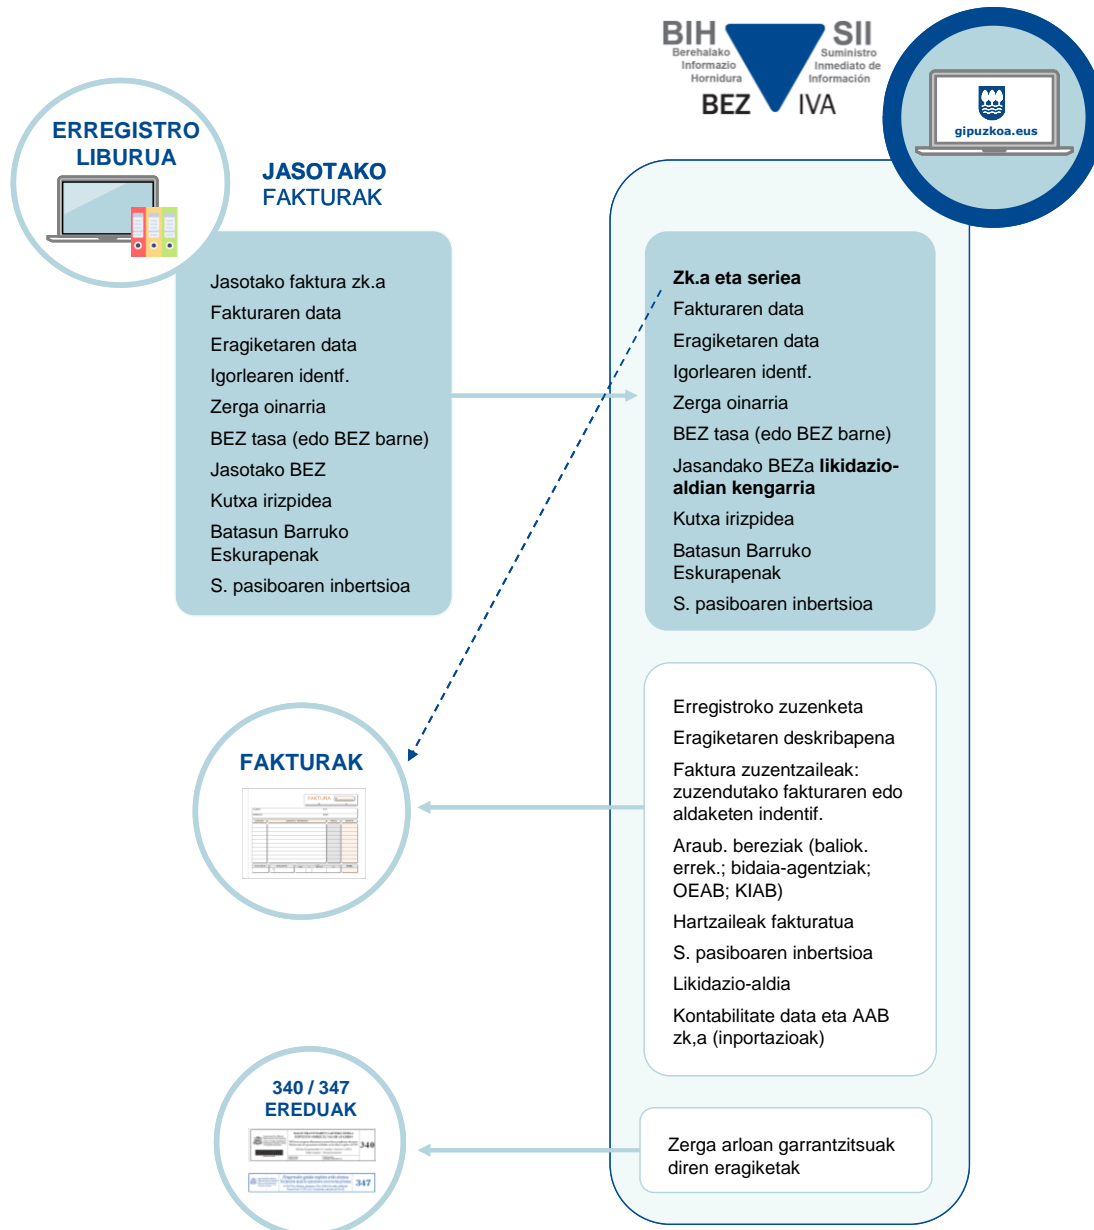 BIH
Berehalako
Informazio
Hornidura
BEZ
SII
Suministro
Inmediato de
Información
IVA
gipuzkoa.eus
ERREGISTRO
LIBURUA
JASOTAKO
FAKTURAK
Jasotako faktura zk.a
Fakturaren data
Eragiketaren data
Igorlearen identf.
Zerga oinarria
BEZ tasa (edo BEZ barne)
Jasotako BEZ
Kutxa irizpidea
Batasun Barruko
Eskurapenak
S. pasiboaren inbertsioa
Zk.a eta seriea
Fakturaren data
Eragiketaren data
Igorlearen identf.
Zerga oinarria
BEZ tasa (edo BEZ barne)
Jasandako BEZa likidazio-
aldian kengarria
Kutxa irizpidea
Batasun Barruko
Eskurapenak
S. pasiboaren inbertsioa
FAKTURAK
FAKTURA
Erregistroko zuzenketa
Eragiketaren deskribapena
Faktura zuzentzaileak:
zuzendutako fakturaren edo
aldaketen indentif.
Araub. bereziak (baliok.
errek.; bidaia-agentziak;
OEAB; KIAB)
Hartzaileak fakturatua
S. pasiboaren inbertsioa
Likidazio-aldia
Kontabilitate data eta AAB
zk,a (inportazioak)
340 / 347
EREDUAK
340
347
Zerga arloan garrantzitsuak
diren eragiketak